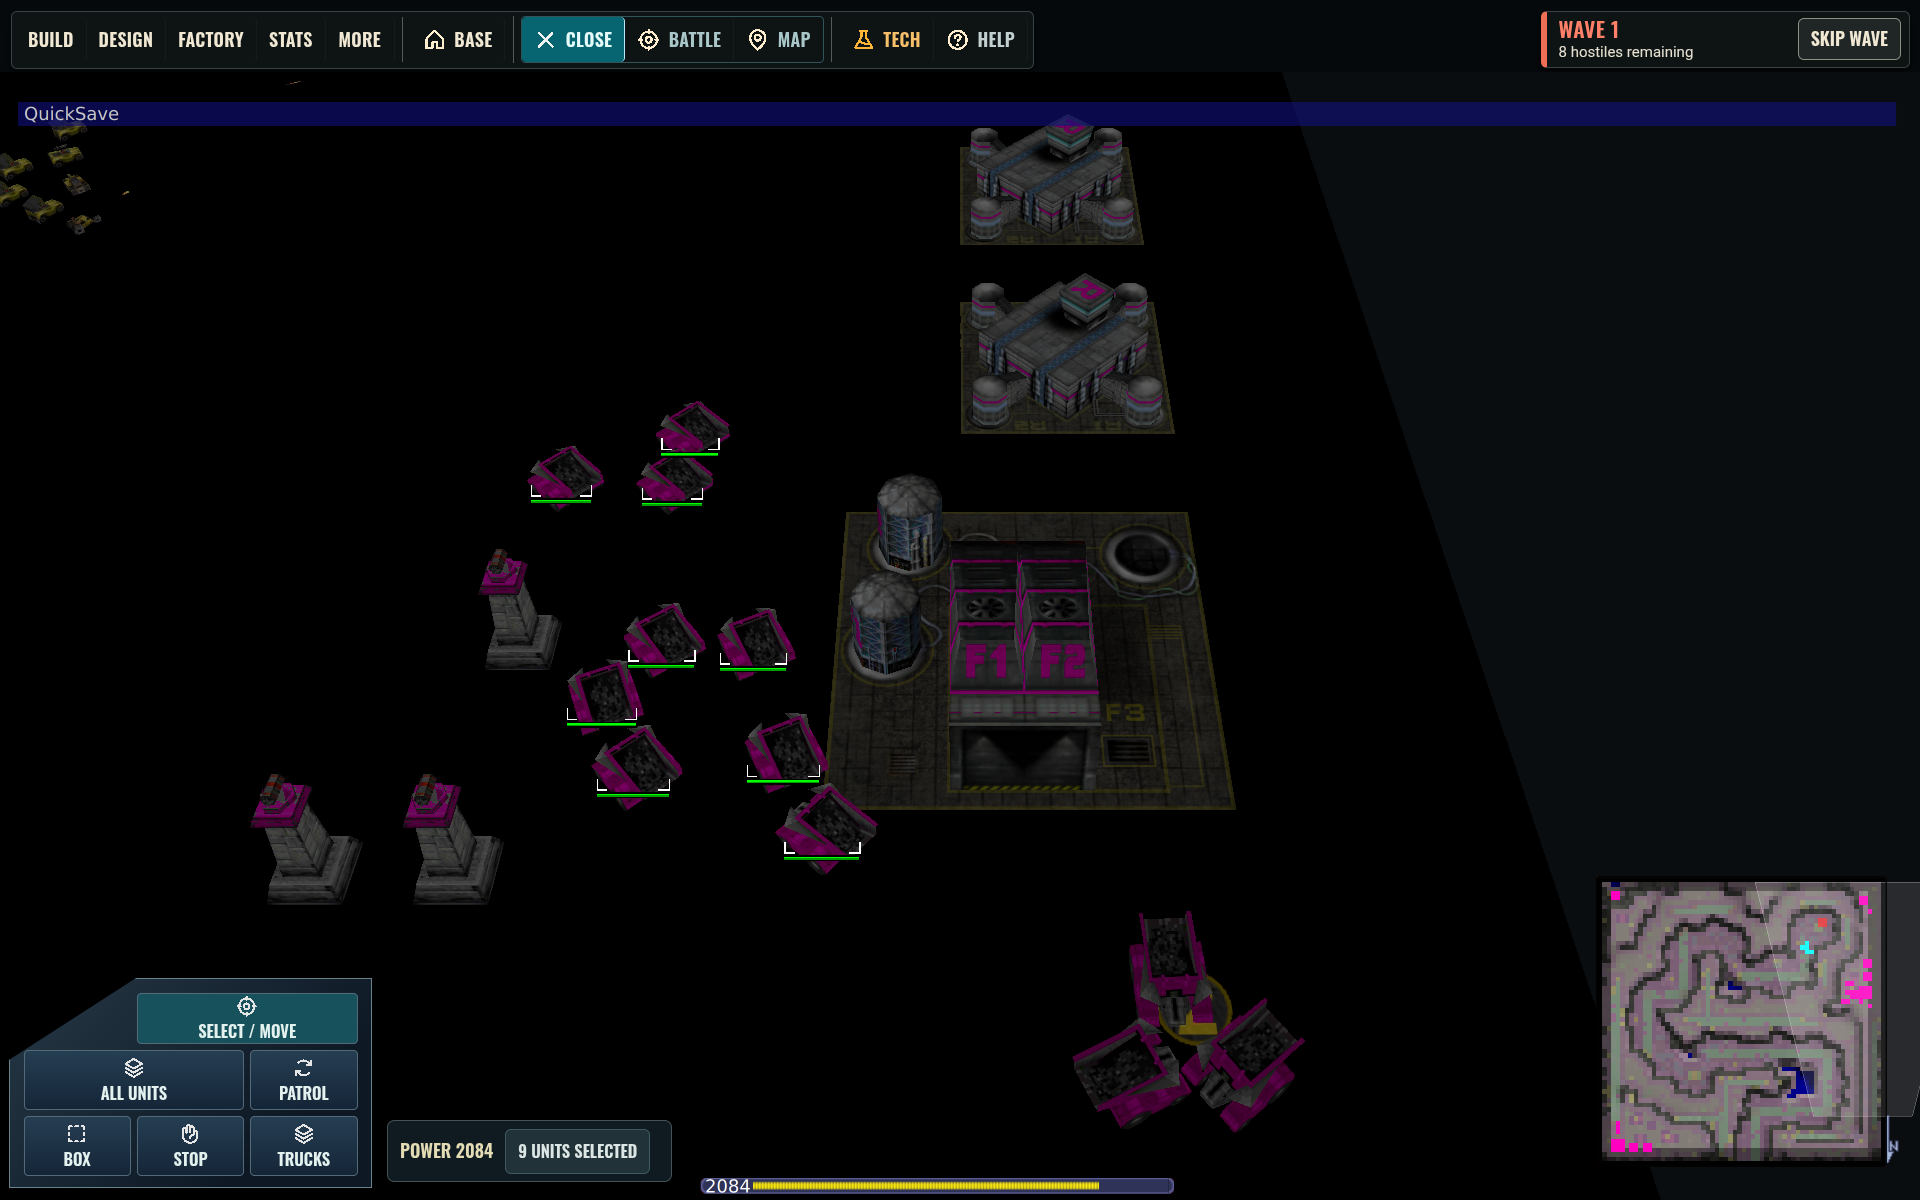 BUILD DESIGN FACTORY STATS MORE BASE CLOSE BATTLE MAP TECH HELP
WAVE 1
8 hostiles remaining
SKIP WAVE
QuickSave
R
R
F1 F2
F3
SELECT / MOVE
ALL UNITS
PATROL
BOX
STOP
TRUCKS
POWER 2084
9 UNITS SELECTED
2084
N